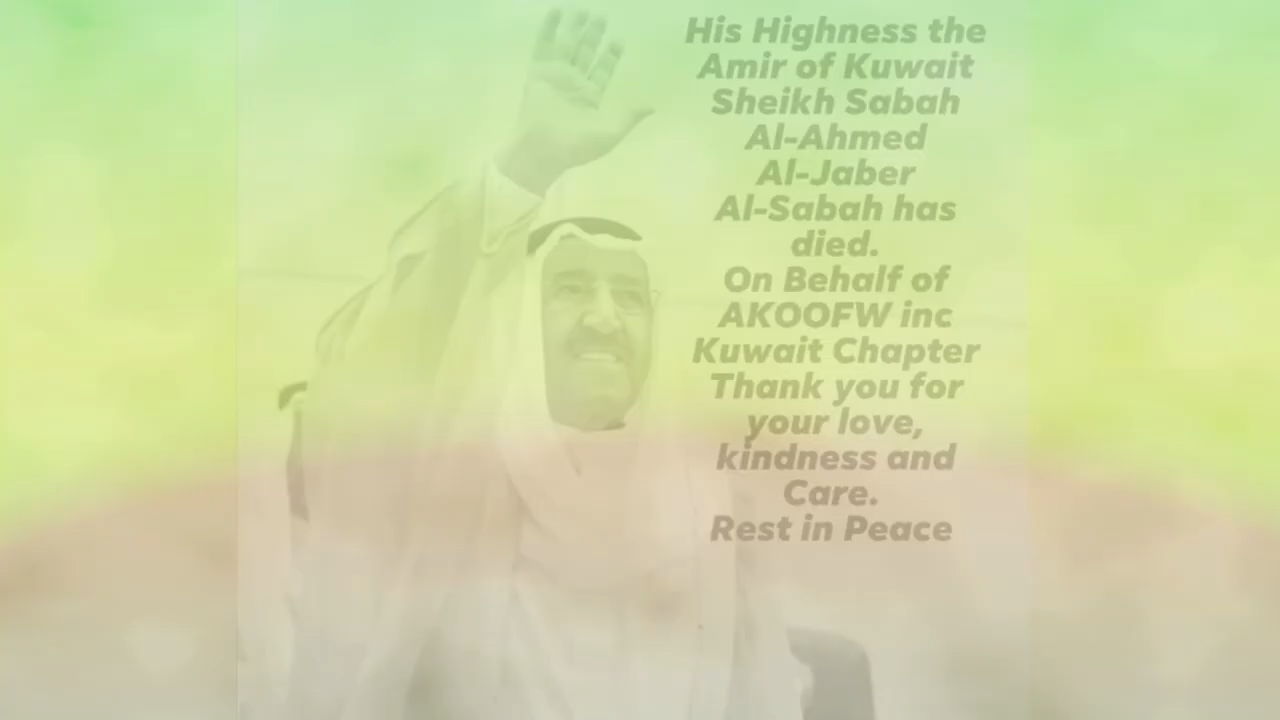 His Highness the
Amir of Kuwait
Sheikh Sabah
Al-Ahmed
Al-Jaber
Al-Sabah has
died.
On Behalf of
AKOOFW inc
Kuwait Chapter
Thank you for
your love,
kindness and
Care.
Rest in Peace